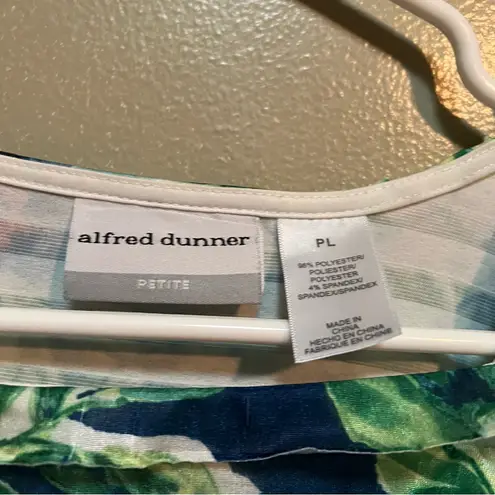 alfred dunner
PETITE
PL
96% POLYESTER/
POLIESTER/
POLYESTER
4% SPANDEX/
SPANDEX/SPANDEX
MADE IN
CHINA
HECHO EN CHINA
FABRIQUE EN CHINE